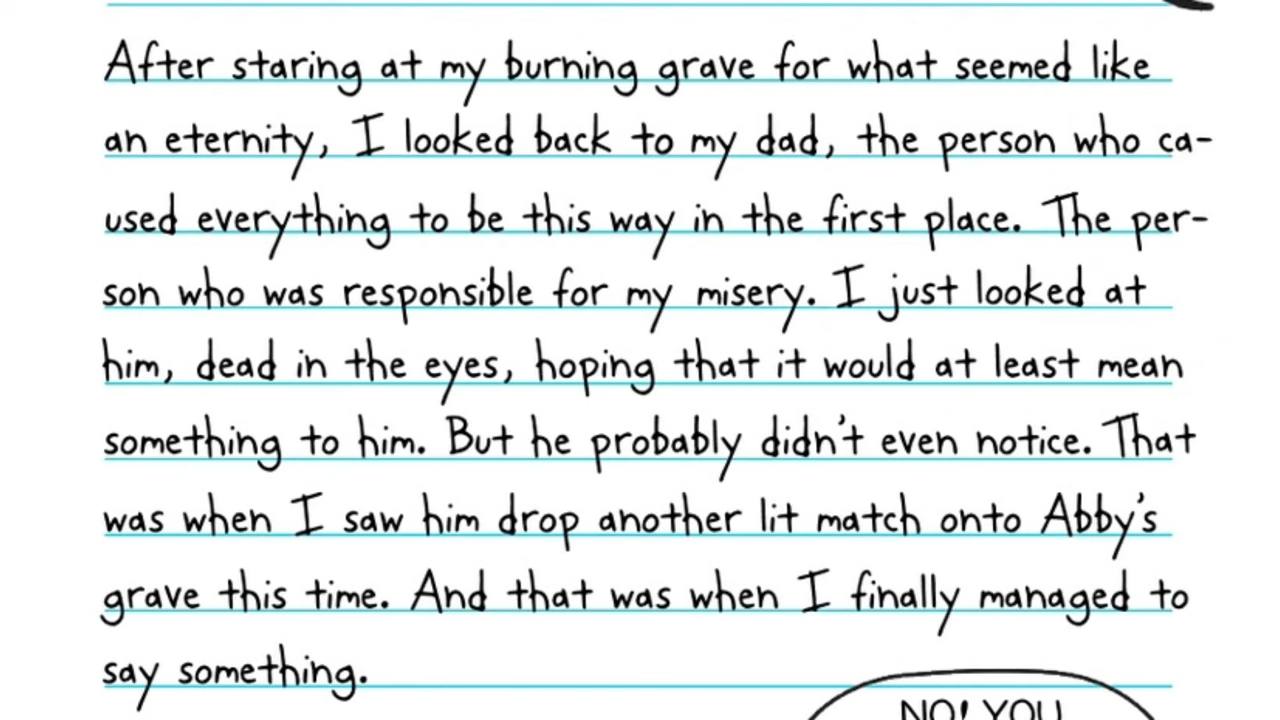 After staring at my burning grave for what seemed like
an eternity, I looked back to my dad, the person who ca-
used everything to be this way in the first place. The per-
son who was responsible for my misery. I just looked at
him, dead in the eyes, hoping that it would at least mean
something to him. But he probably didn't even notice. That
was when I saw him drop another lit match onto Abby's
grave this time. And that was when I finally managed to
say something.
NO! YOU